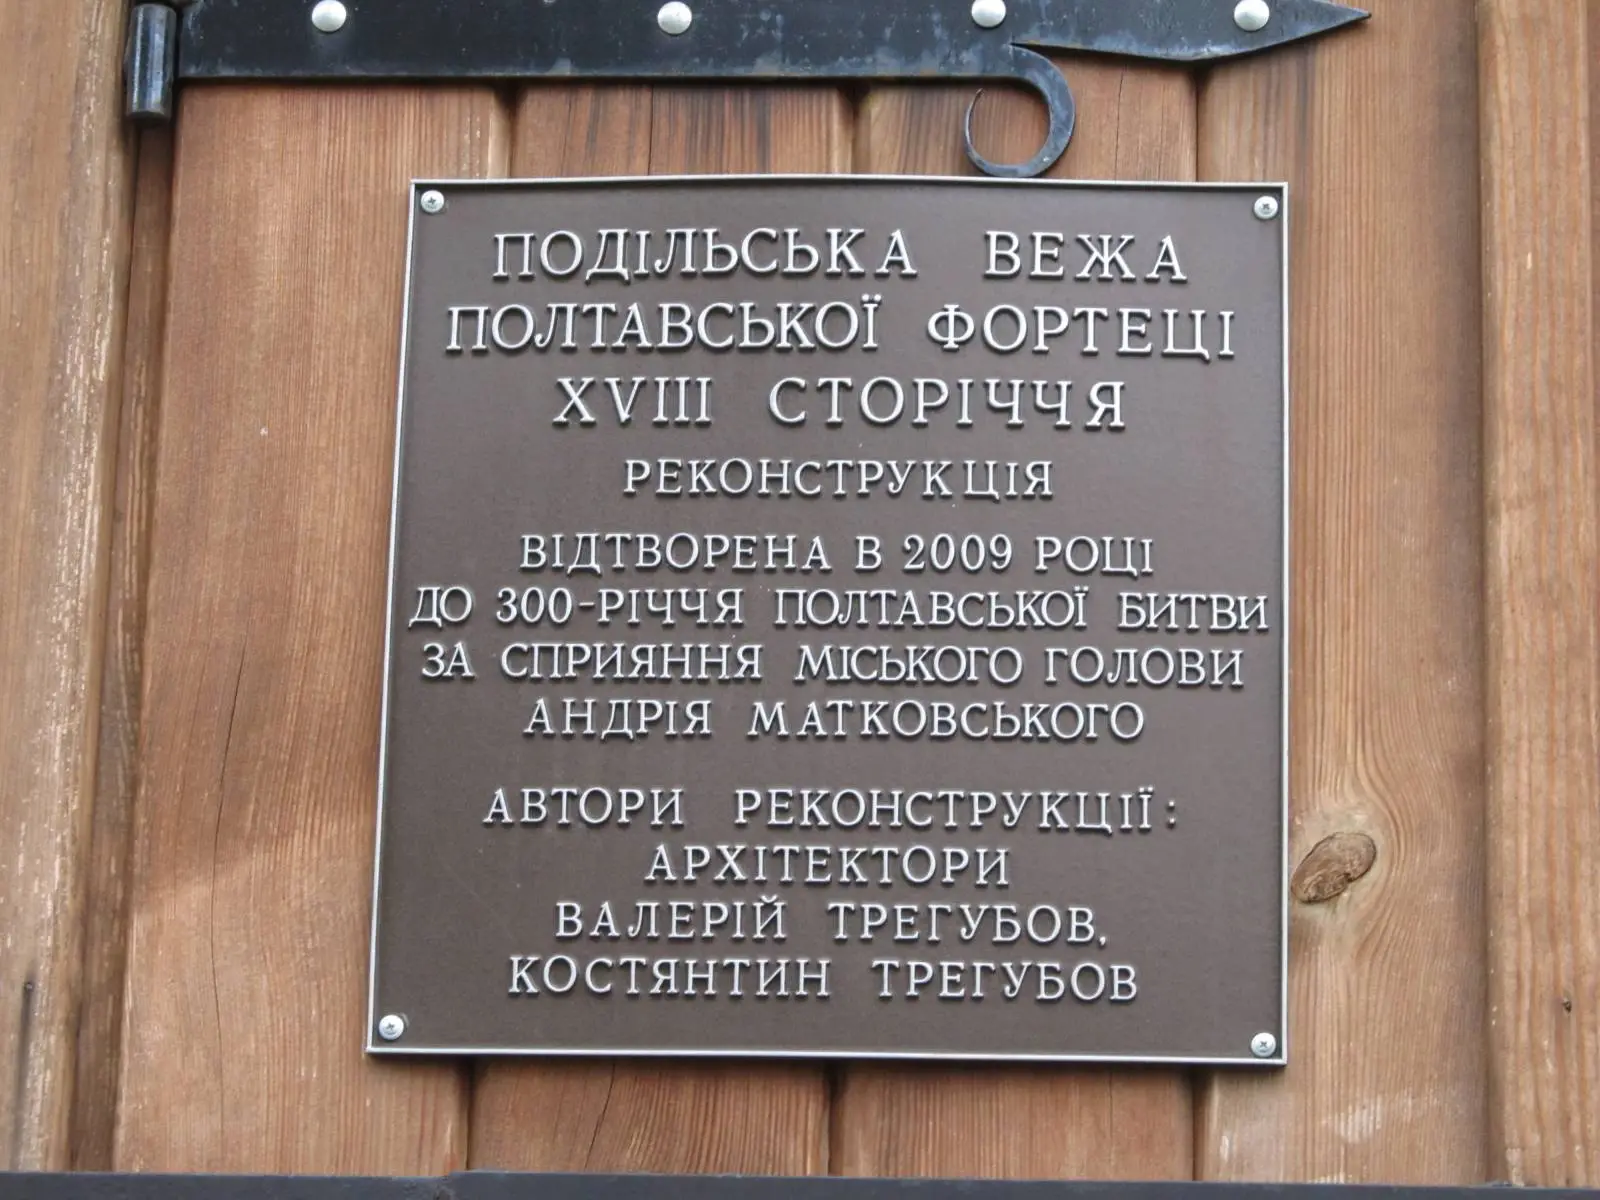 ПОДІЛЬСЬКА ВЕЖА
ПОЛТАВСЬКОЇ ФОРТЕЦІ
XVIII СТОРІЧЧЯ
РЕКОНСТРУКЦІЯ
ВІДТВОРЕНА В 2009 РОЦІ
ДО 300-РІЧЧЯ ПОЛТАВСЬКОЇ БИТВИ
ЗА СПРИЯННЯ МІСЬКОГО ГОЛОВИ
АНДРІЯ МАТКОВСЬКОГО
АВТОРИ РЕКОНСТРУКЦІЇ:
АРХІТЕКТОРИ
ВАЛЕРІЙ ТРЕГУБОВ,
КОСТЯНТИН ТРЕГУБОВ